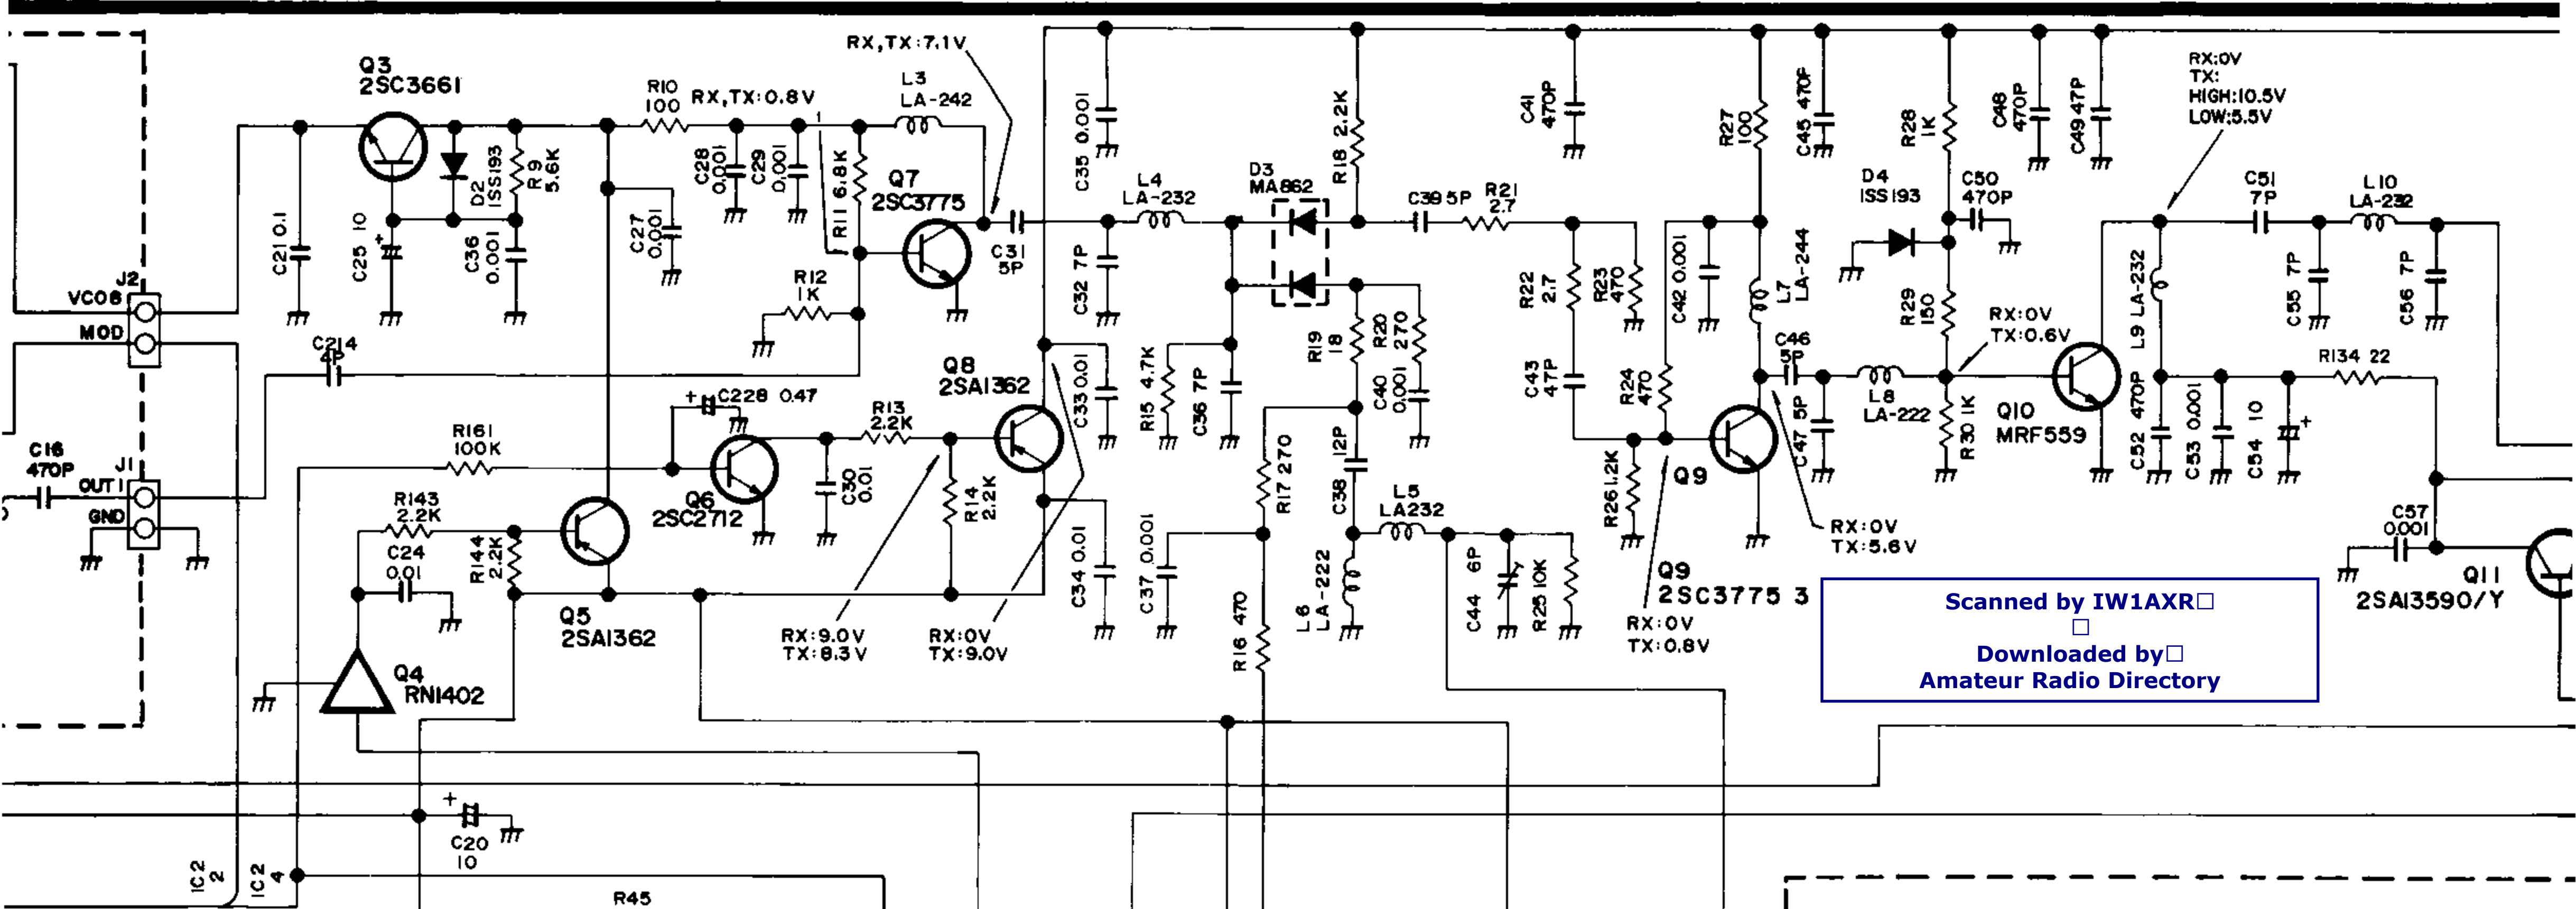 Q3
2SC3661
R10
100
RX,TX:0.8V
RX,TX:7.1V
L3
LA-242
D2
ISS193
R9
5.6K
C21 0.1
C25 10
+
C36
0.001
C27
0.001
C28
0.01
C29
0.001
R11 6.8K
Q7
2SC3775
C31
5P
R12
1K
J2
VCO8
MOD
C214
4P
C16
470P
J1
OUT1
GND
R161
100K
+
C228 0.47
R13
2.2K
Q8
2SA1362
Q6
2SC2712
C30
0.01
R14
2.2K
R143
2.2K
C24
0.01
R144
2.2K
Q5
2SA1362
Q4
RN1402
RX:9.0V
TX:8.3V
RX:0V
TX:9.0V
C35 0.001
C32 7P
C33 0.01
C34 0.01
L4
LA-232
D3
MA862
R18 2.2K
C39 5P
R21
2.7
R15 4.7K
C36 7P
R19
18
R20
270
C40
0.001
R17 270
C38
12P
C37 0.001
R16 470
L5
LA232
L6
LA-222
C44 6P
R25 10K
C41
470P
R22
2.7
R23
470
C43
47P
R24
470
R26 1.2K
C42 0.001
R27
100
L7
LA-244
C45 470P
Q9
Q9
2SC3775 3
RX:0V
TX:0.8V
C46
5P
C47 5P
L8
LA-222
RX:0V
TX:5.6V
D4
ISS193
R28
1K
C50
470P
R29
150
R30 1K
RX:0V
TX:0.6V
Q10
MRF559
C48
470P
C49 47P
RX:0V
TX:
HIGH:10.5V
LOW:5.5V
L9 LA-232
C51
7P
L10
LA-232
C55 7P
C56 7P
R134 22
C52 470P
C53 0.001
C54 10
+
C57
0.001
Q11
2SA13590/Y
Scanned by IW1AXR□
□
Downloaded by□
Amateur Radio Directory
+
C20
10
IC2
2
IC2
4
R45